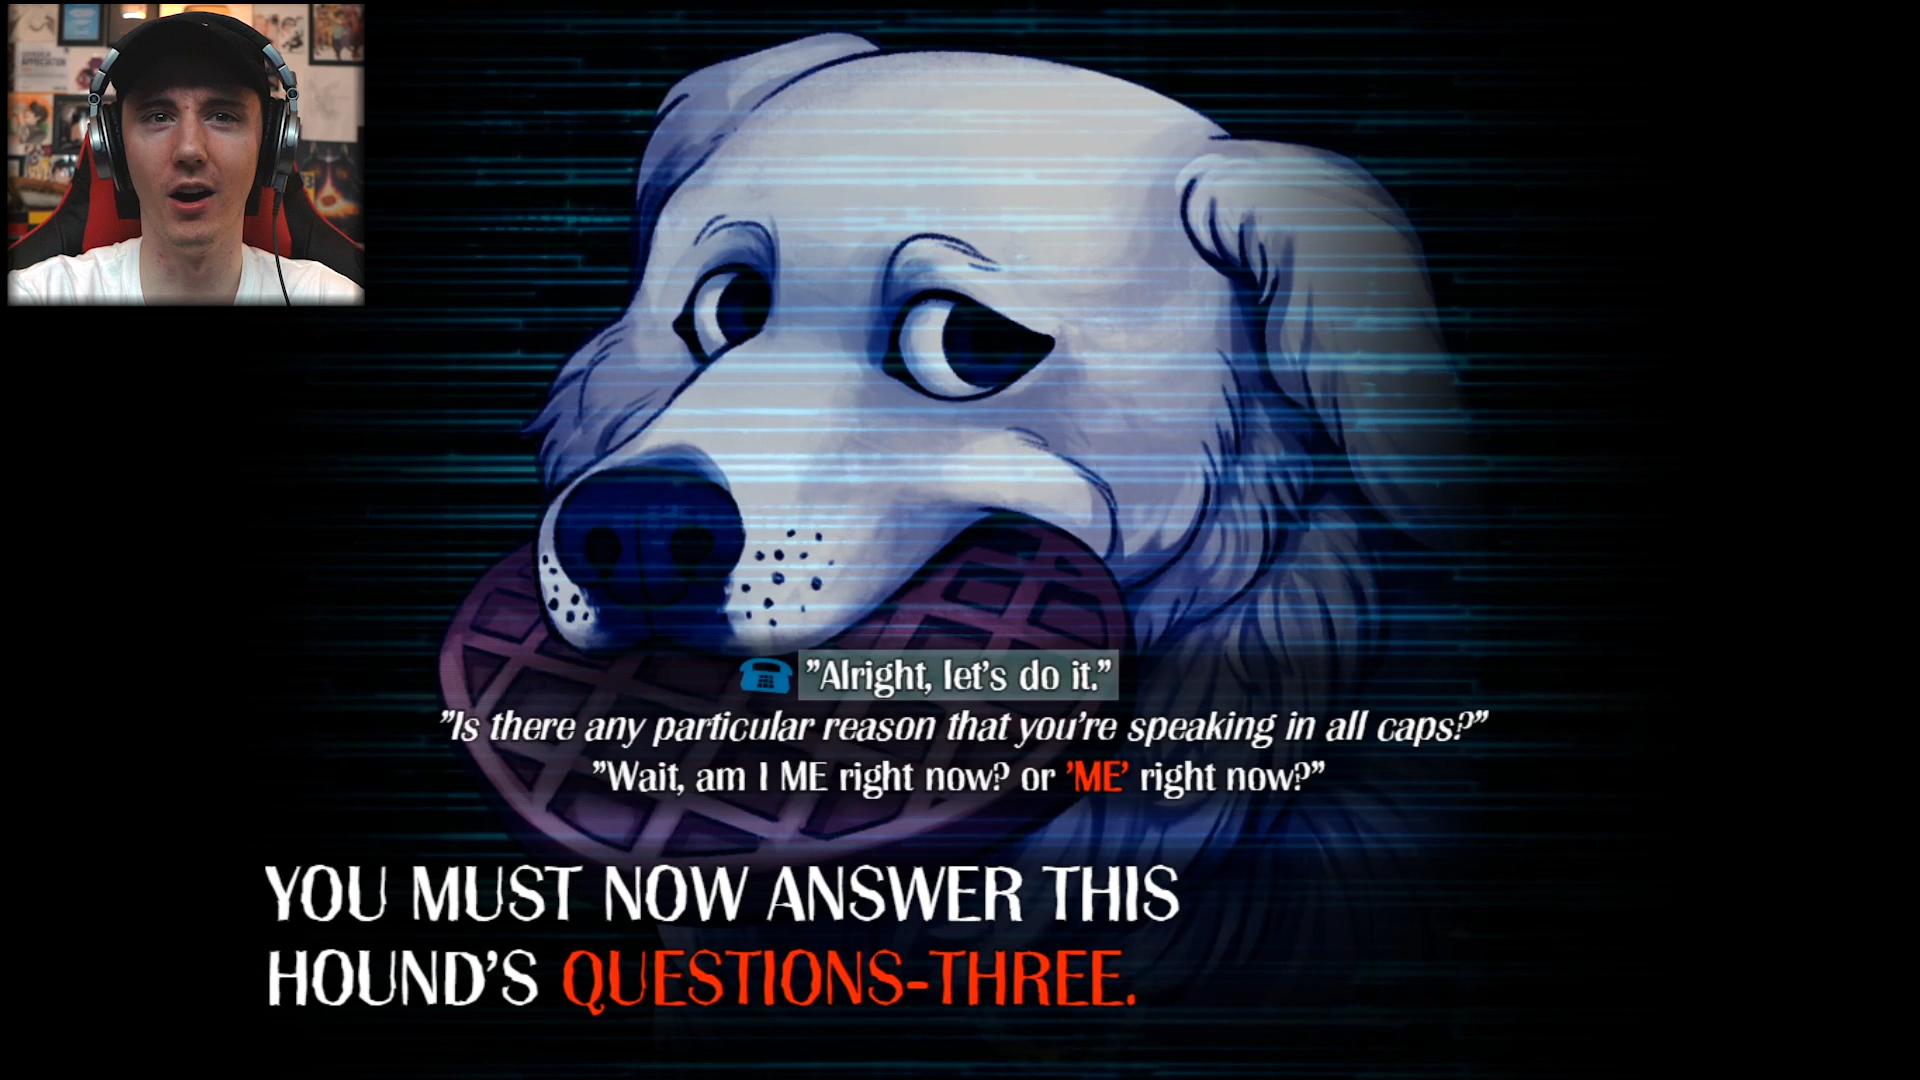 "Alright, let's do it."
"Is there any particular reason that you're speaking in all caps?"
"Wait, am I ME right now? or 'ME' right now?"
YOU MUST NOW ANSWER THIS
HOUND'S QUESTIONS-THREE.